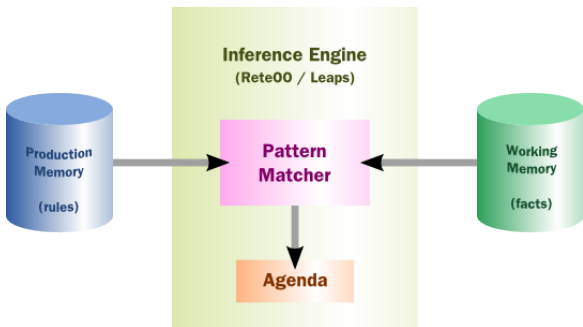 Inference Engine
(ReteOO / Leaps)
Production
Memory
(rules)
Pattern
Matcher
Working
Memory
(facts)
Agenda